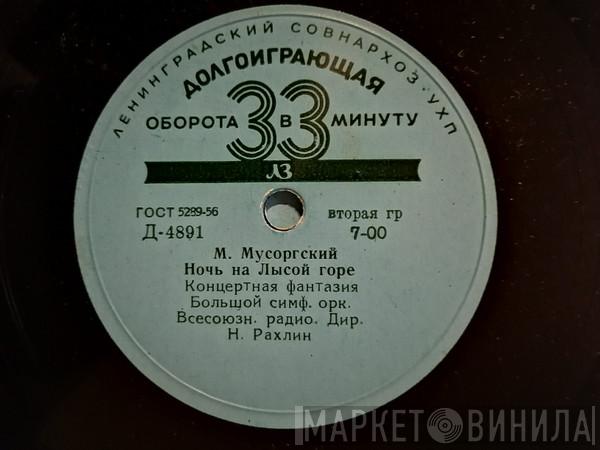 ЛЕНИНГРАДСКИЙ СОВНАРХОЗ. УХП
ДОЛГОИГРАЮЩАЯ
ОБОРОТА 33 В МИНУТУ
ЛЗ
ГОСТ 5289-56 вторая гр
Д-4891 7-00
М. Мусоргский
Ночь на Лысой горе
Концертная фантазия
Большой симф. орк.
Всесоюзн. радио. Дир.
Н. Рахлин
МАРКЕТ ВИНИЛА